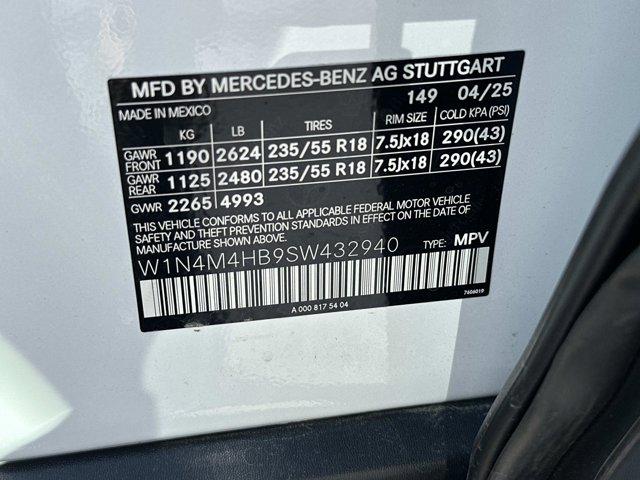 MFD BY MERCEDES-BENZ AG STUTTGART
149 04/25
MADE IN MEXICO
KG LB TIRES RIM SIZE COLD KPA(PSI)
GAWR FRONT 1190 2624 235/55 R18 7.5Jx18 290(43)
GAWR REAR 1125 2480 235/55 R18 7.5Jx18 290(43)
GVWR 2265 4993
THIS VEHICLE CONFORMS TO ALL APPLICABLE FEDERAL MOTOR VEHICLE
SAFETY BUMPER, AND THEFT PREVENTION STANDARDS IN EFFECT
ON THE DATE OF MANUFACTURE SHOWN ABOVE.
W1N4M4HB9SW432940 TYPE: MPV
A 000 817 54 04
7606019